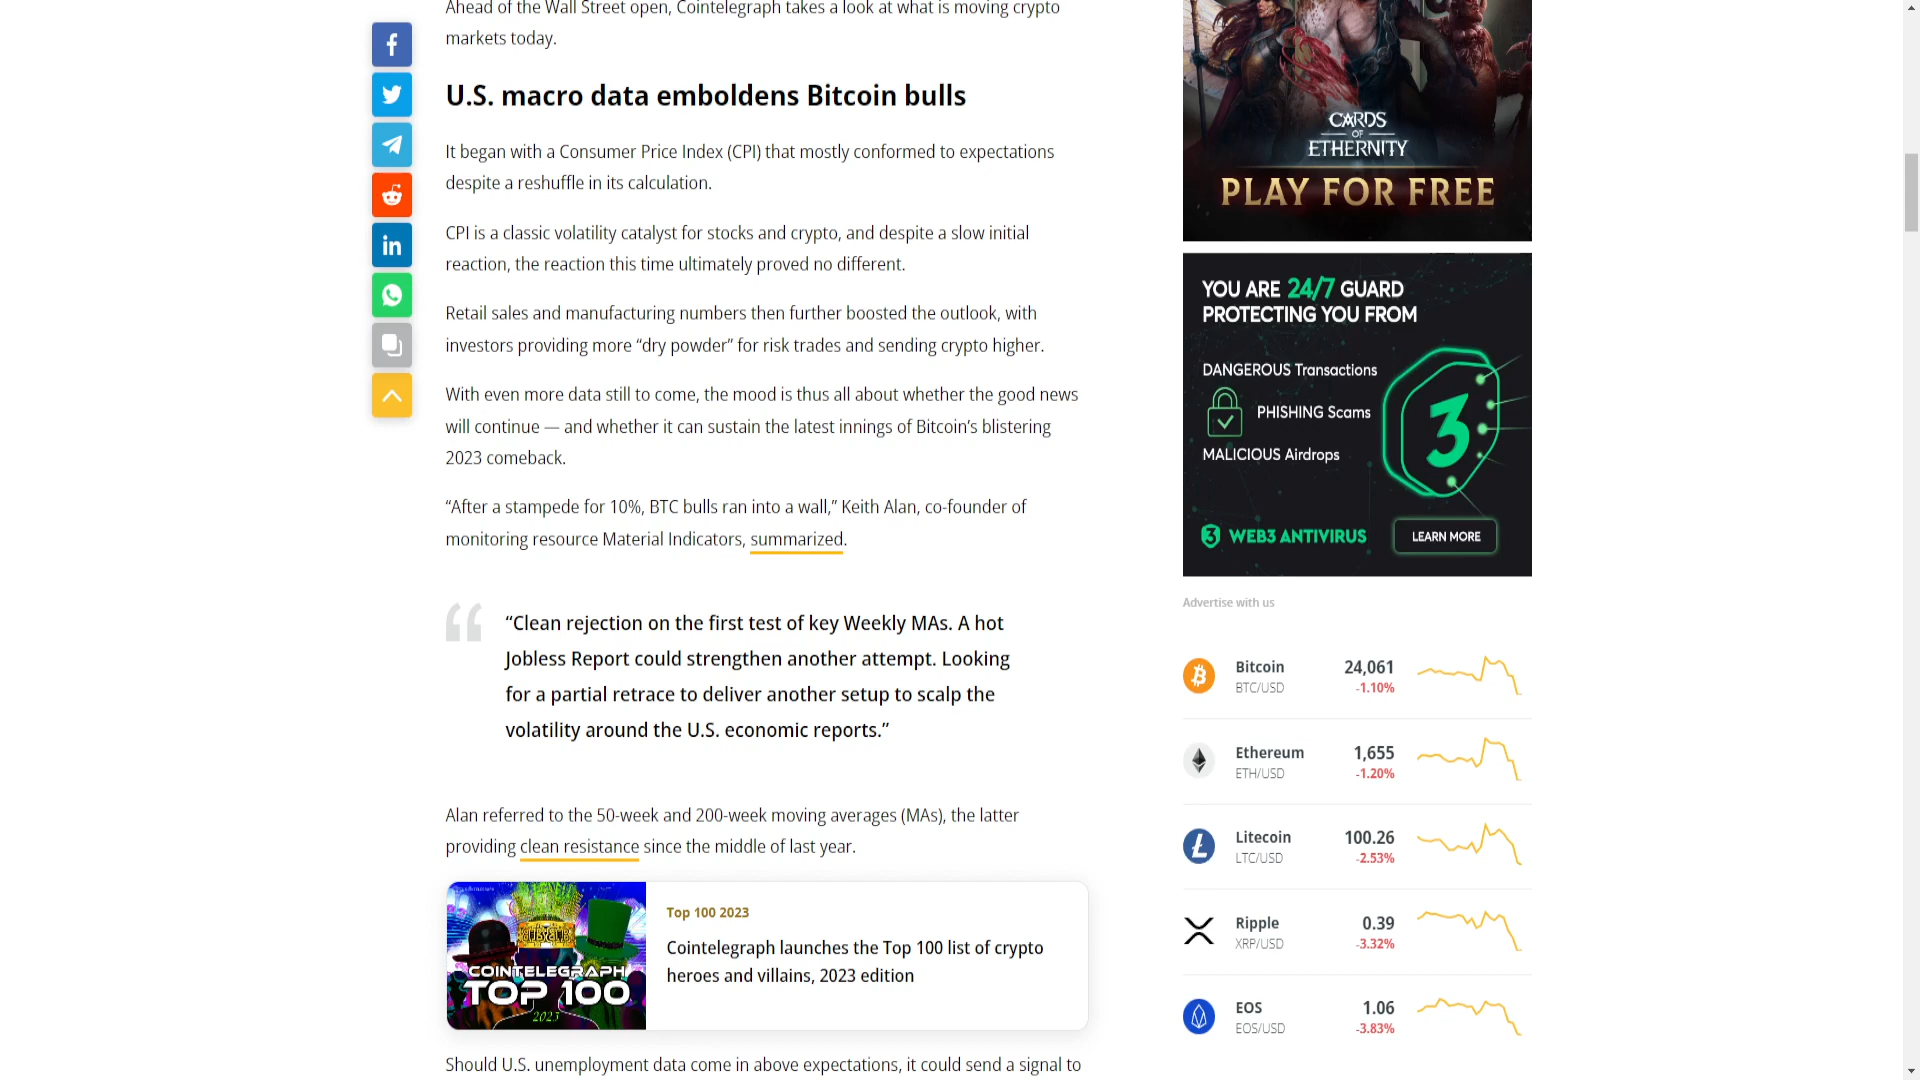 Ahead of the Wall Street open, Cointelegraph takes a look at what is moving crypto
markets today.
U.S. macro data emboldens Bitcoin bulls
It began with a Consumer Price Index (CPI) that mostly conformed to expectations
despite a reshuffle in its calculation.
CPI is a classic volatility catalyst for stocks and crypto, and despite a slow initial
reaction, the reaction this time ultimately proved no different.
Retail sales and manufacturing numbers then further boosted the outlook, with
investors providing more “dry powder” for risk trades and sending crypto higher.
With even more data still to come, the mood is thus all about whether the good news
will continue — and whether it can sustain the latest innings of Bitcoin’s blistering
2023 comeback.
“After a stampede for 10%, BTC bulls ran into a wall,” Keith Alan, co-founder of
monitoring resource Material Indicators, summarized.
“Clean rejection on the first test of key Weekly MAs. A hot
Jobless Report could strengthen another attempt. Looking
for a partial retrace to deliver another setup to scalp the
volatility around the U.S. economic reports.”
Alan referred to the 50-week and 200-week moving averages (MAs), the latter
providing clean resistance since the middle of last year.
COINTELEGRAPH
TOP 100
2023
Top 100 2023
Cointelegraph launches the Top 100 list of crypto
heroes and villains, 2023 edition
Should U.S. unemployment data come in above expectations, it could send a signal to
CARDS
OF
ETHERNITY
PLAY FOR FREE
YOU ARE 24/7 GUARD
PROTECTING YOU FROM
DANGEROUS Transactions
PHISHING Scams
MALICIOUS Airdrops
3
3 WEB3 ANTIVIRUS
LEARN MORE
Advertise with us
Bitcoin 24,061
BTC/USD -1.10%
Ethereum 1,655
ETH/USD -1.20%
Litecoin 100.26
LTC/USD -2.53%
Ripple 0.39
XRP/USD -3.32%
EOS 1.06
EOS/USD -3.83%